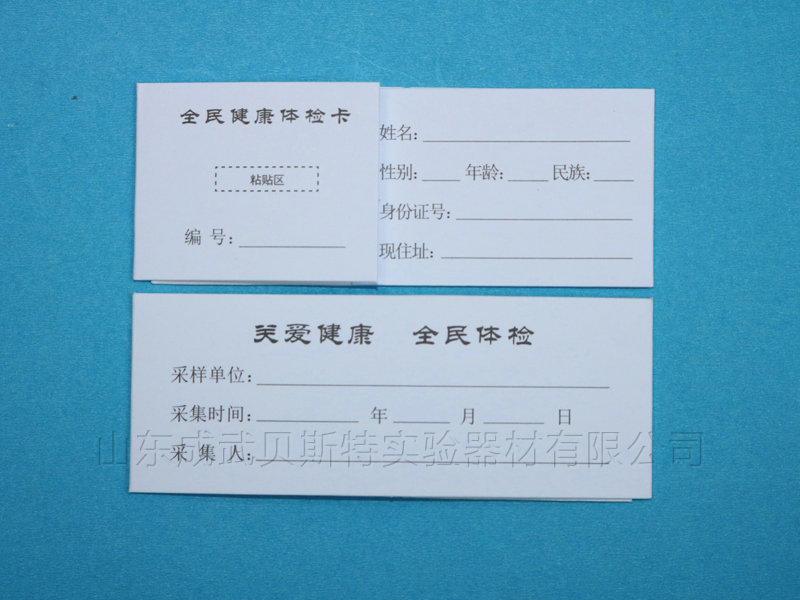 全民健康体检卡
粘贴区
编 号:
姓名:
性别: 年龄: 民族:
身份证号:
现住址:
关爱健康 全民体检
采样单位:
采集时间: 年 月 日
采 集 人:
山东成武贝斯特实验器材有限公司